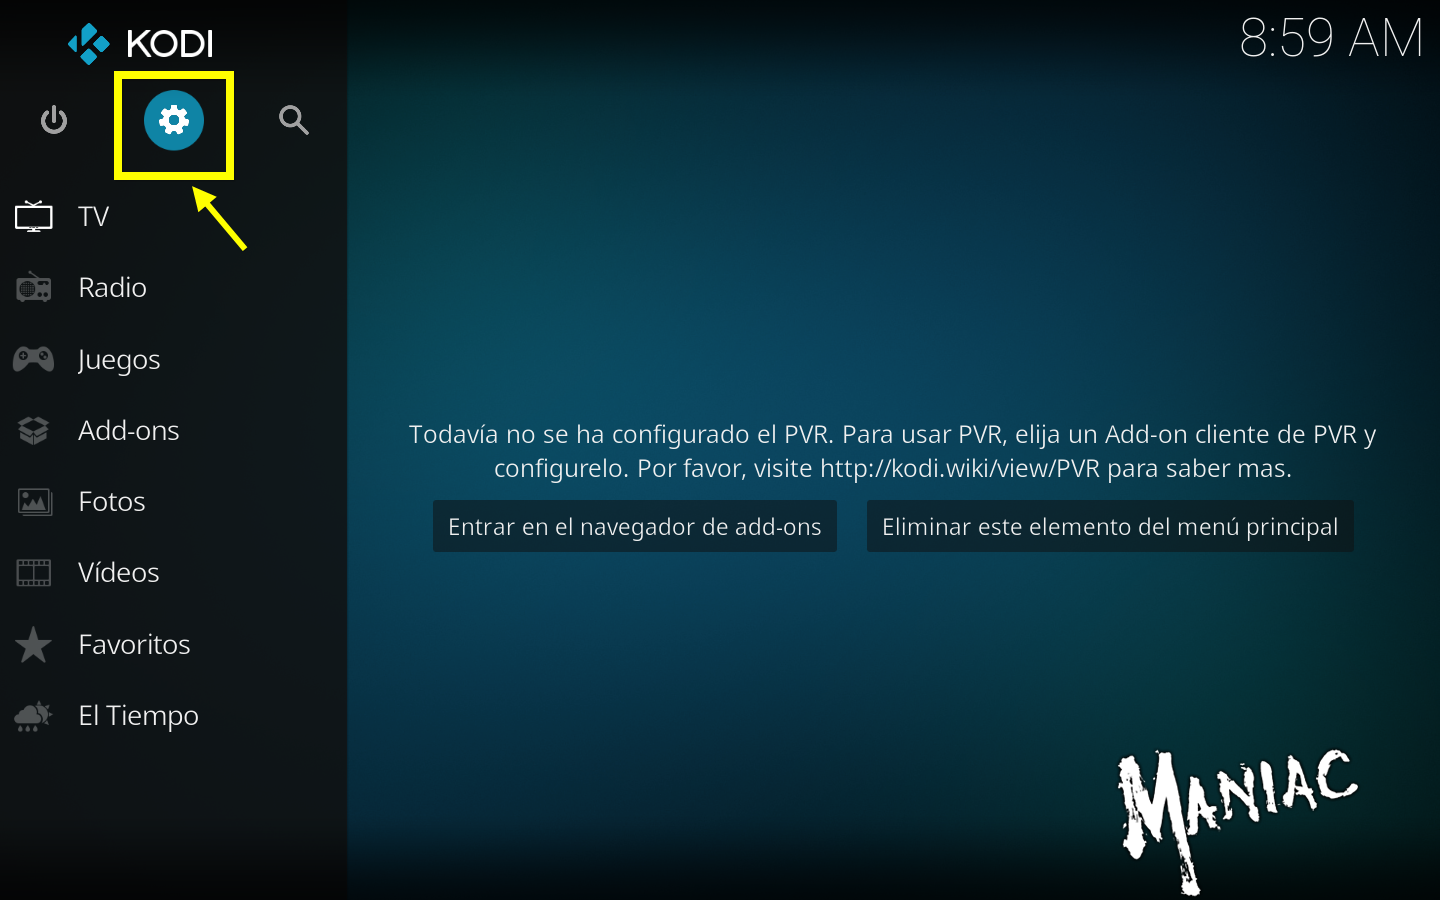 KODI
8:59 AM
TV
Radio
Juegos
Add-ons
Fotos
Vídeos
Favoritos
El Tiempo
Todavía no se ha configurado el PVR. Para usar PVR, elija un Add-on cliente de PVR y
configurelo. Por favor, visite http://kodi.wiki/view/PVR para saber mas.
Entrar en el navegador de add-ons
Eliminar este elemento del menú principal
MANIAC